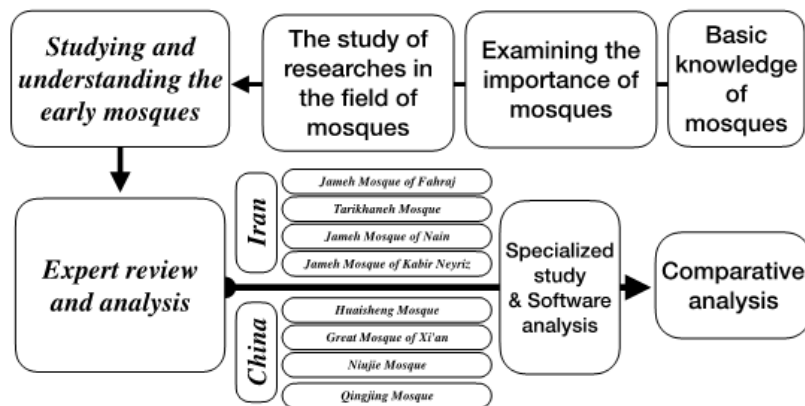 Studying and
understanding the
early mosques
The study of
researches in
the field of
mosques
Examining the
importance of
mosques
Basic
knowledge
of
mosques
Expert review
and analysis
Iran
Jameh Mosque of Fahraj
Tarikhaneh Mosque
Jameh Mosque of Nain
Jameh Mosque of Kabir Neyriz
China
Huaisheng Mosque
Great Mosque of Xi'an
Niujie Mosque
Qingjing Mosque
Specialized
study
& Software
analysis
Comparative
analysis